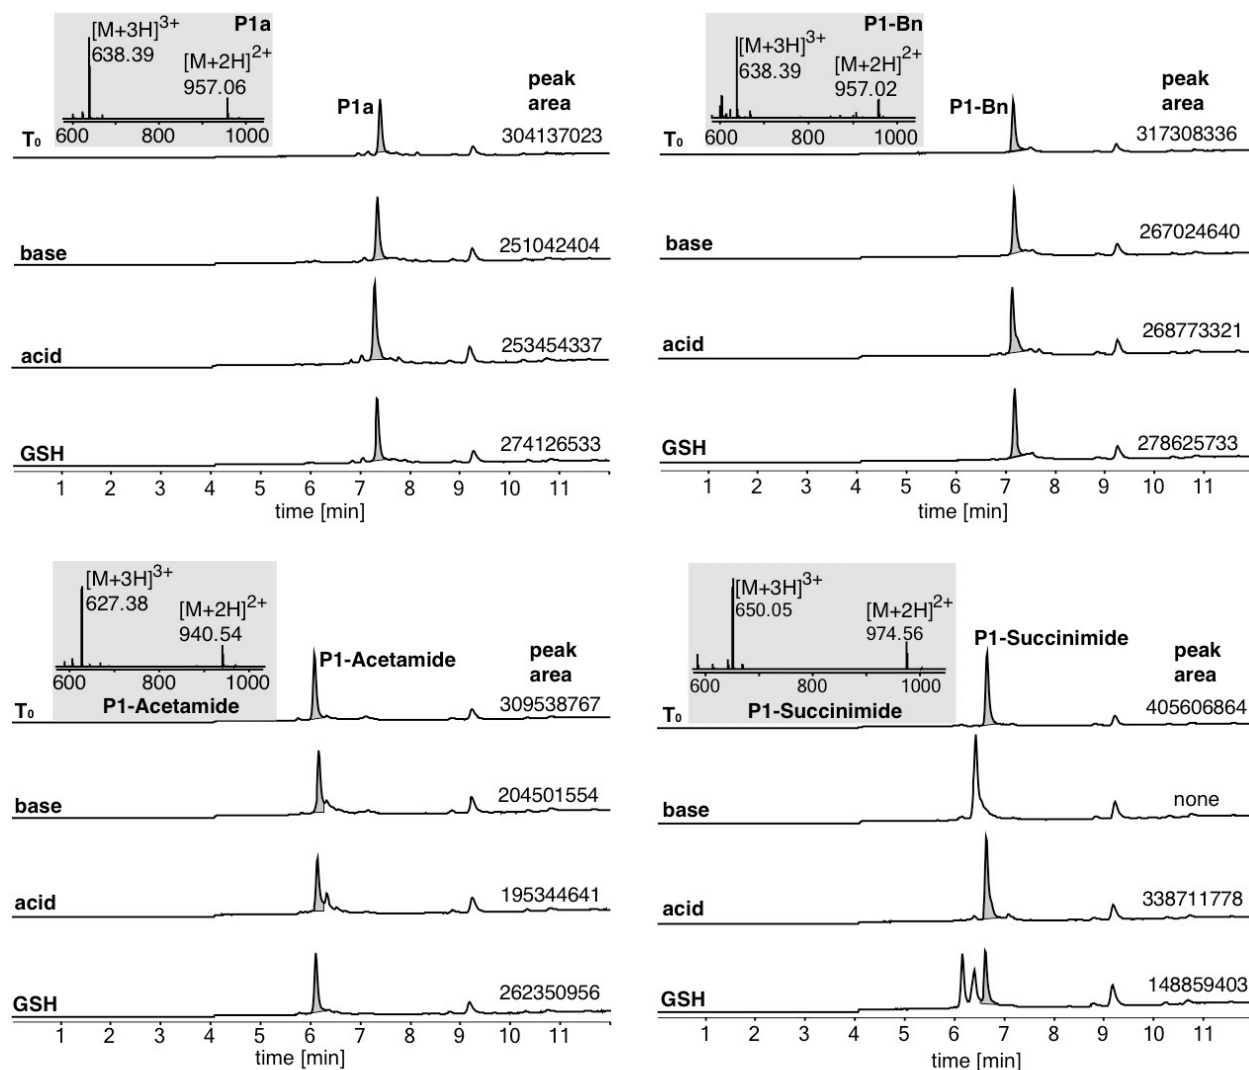 P1a
[M+3H]3+
638.39
[M+2H]2+
957.06
600 800 1000
P1a
peak
area
T0
304137023
base
251042404
acid
253454337
GSH
274126533
1 2 3 4 5 6 7 8 9 10 11
time [min]
P1-Bn
[M+3H]3+
638.39
[M+2H]2+
957.02
600 800 1000
P1-Bn
peak
area
T0
317308336
base
267024640
acid
268773321
GSH
278625733
1 2 3 4 5 6 7 8 9 10 11
time [min]
[M+3H]3+
627.38
[M+2H]2+
940.54
600 800 1000
P1-Acetamide
P1-Acetamide
peak
area
T0
309538767
base
204501554
acid
195344641
GSH
262350956
1 2 3 4 5 6 7 8 9 10 11
time [min]
[M+3H]3+
650.05
[M+2H]2+
974.56
600 800 1000
P1-Succinimide
P1-Succinimide
peak
area
T0
405606864
base
none
acid
338711778
GSH
148859403
1 2 3 4 5 6 7 8 9 10 11
time [min]